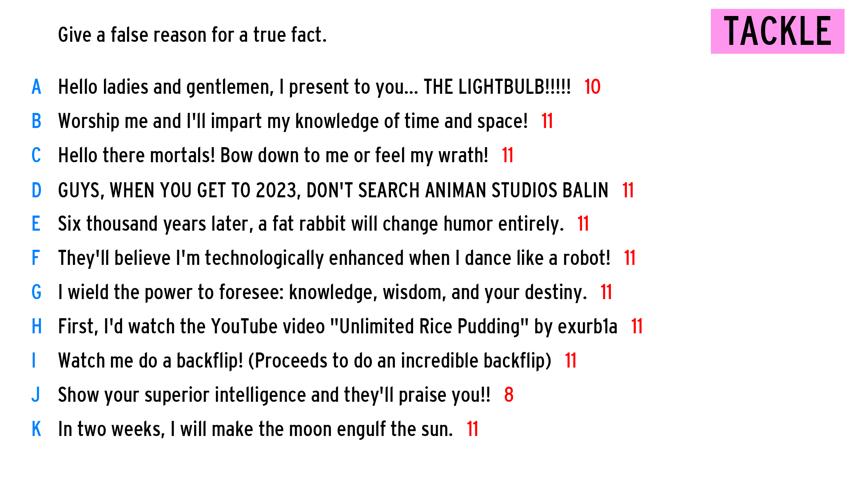 Give a false reason for a true fact.
TACKLE
A Hello ladies and gentlemen, I present to you... THE LIGHTBULB!!!!! 10
B Worship me and I'll impart my knowledge of time and space! 11
C Hello there mortals! Bow down to me or feel my wrath! 11
D GUYS, WHEN YOU GET TO 2023, DON'T SEARCH ANIMAN STUDIOS BALIN 11
E Six thousand years later, a fat rabbit will change humor entirely. 11
F They'll believe I'm technologically enhanced when I dance like a robot! 11
G I wield the power to foresee: knowledge, wisdom, and your destiny. 11
H First, I'd watch the YouTube video "Unlimited Rice Pudding" by exurb1a 11
I Watch me do a backflip! (Proceeds to do an incredible backflip) 11
J Show your superior intelligence and they'll praise you!! 8
K In two weeks, I will make the moon engulf the sun. 11